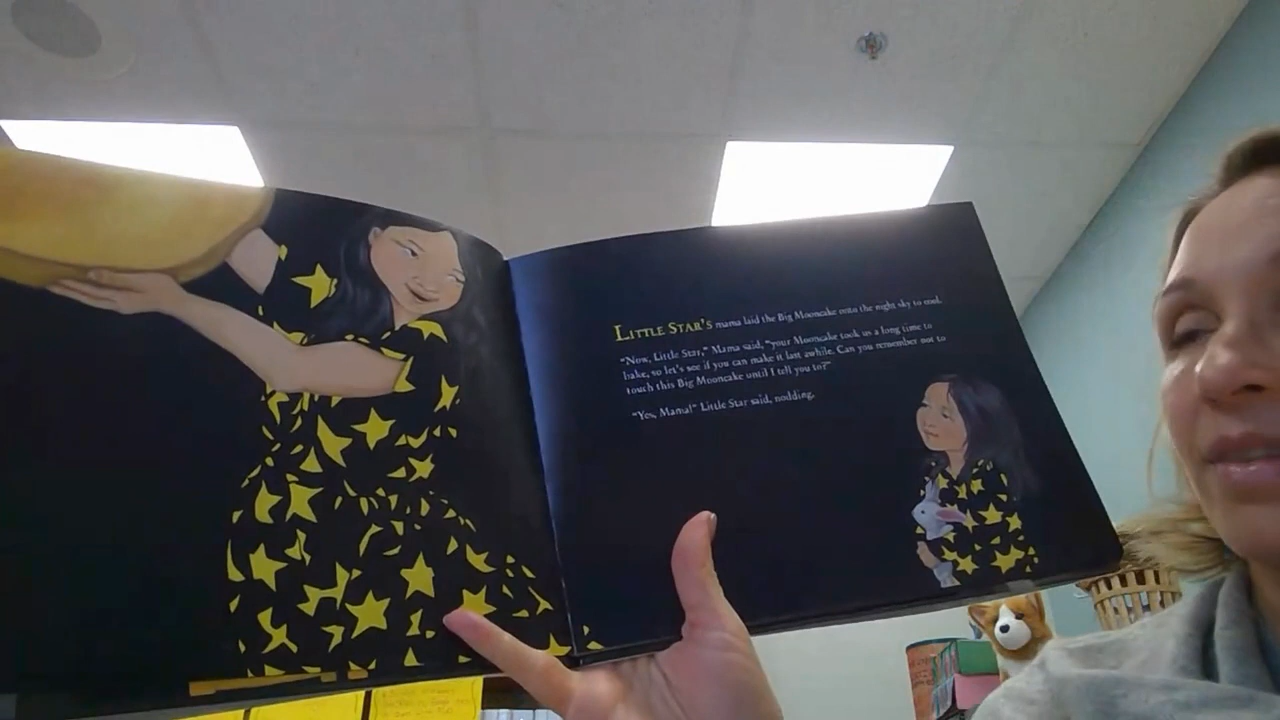 LITTLE STAR'S mama laid the Big Mooncake onto the night sky to cool.
"Now, Little Star," Mama said, "your Mooncake took us a long time to
bake, so let's see if you can make it last awhile. Can you remember not to
touch this Big Mooncake until I tell you to?"
"Yes, Mama!" Little Star said, nodding.